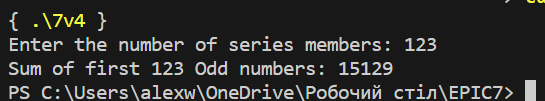 { .\7v4 }
Enter the number of series members: 123
Sum of first 123 Odd numbers: 15129
PS C:\Users\alexw\OneDrive\Робочий стіл\EPIC7>